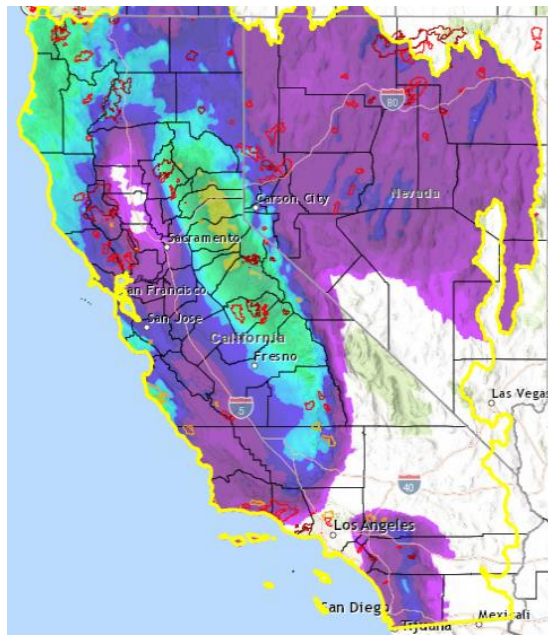 80
Nevada
Carson City
Sacramento
an Francisco
San Jose
California
Fresno
5
Las Vegas
40
Los Angeles
San Diego
Tijuana
Mexicali